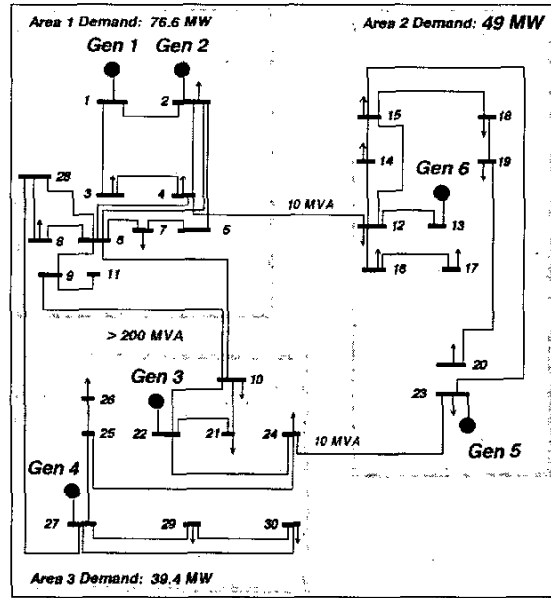 Area 1 Demand: 76.6 MW
Area 2 Demand: 49 MW
Gen 1
Gen 2
1
2
15
18
14
19
Gen 6
28
3
4
10 MVA
8
6
7
5
12
13
9
11
16
17
> 200 MVA
20
Gen 3
10
23
26
25
22
21
24
10 MVA
Gen 5
Gen 4
27
29
30
Area 3 Demand: 39.4 MW